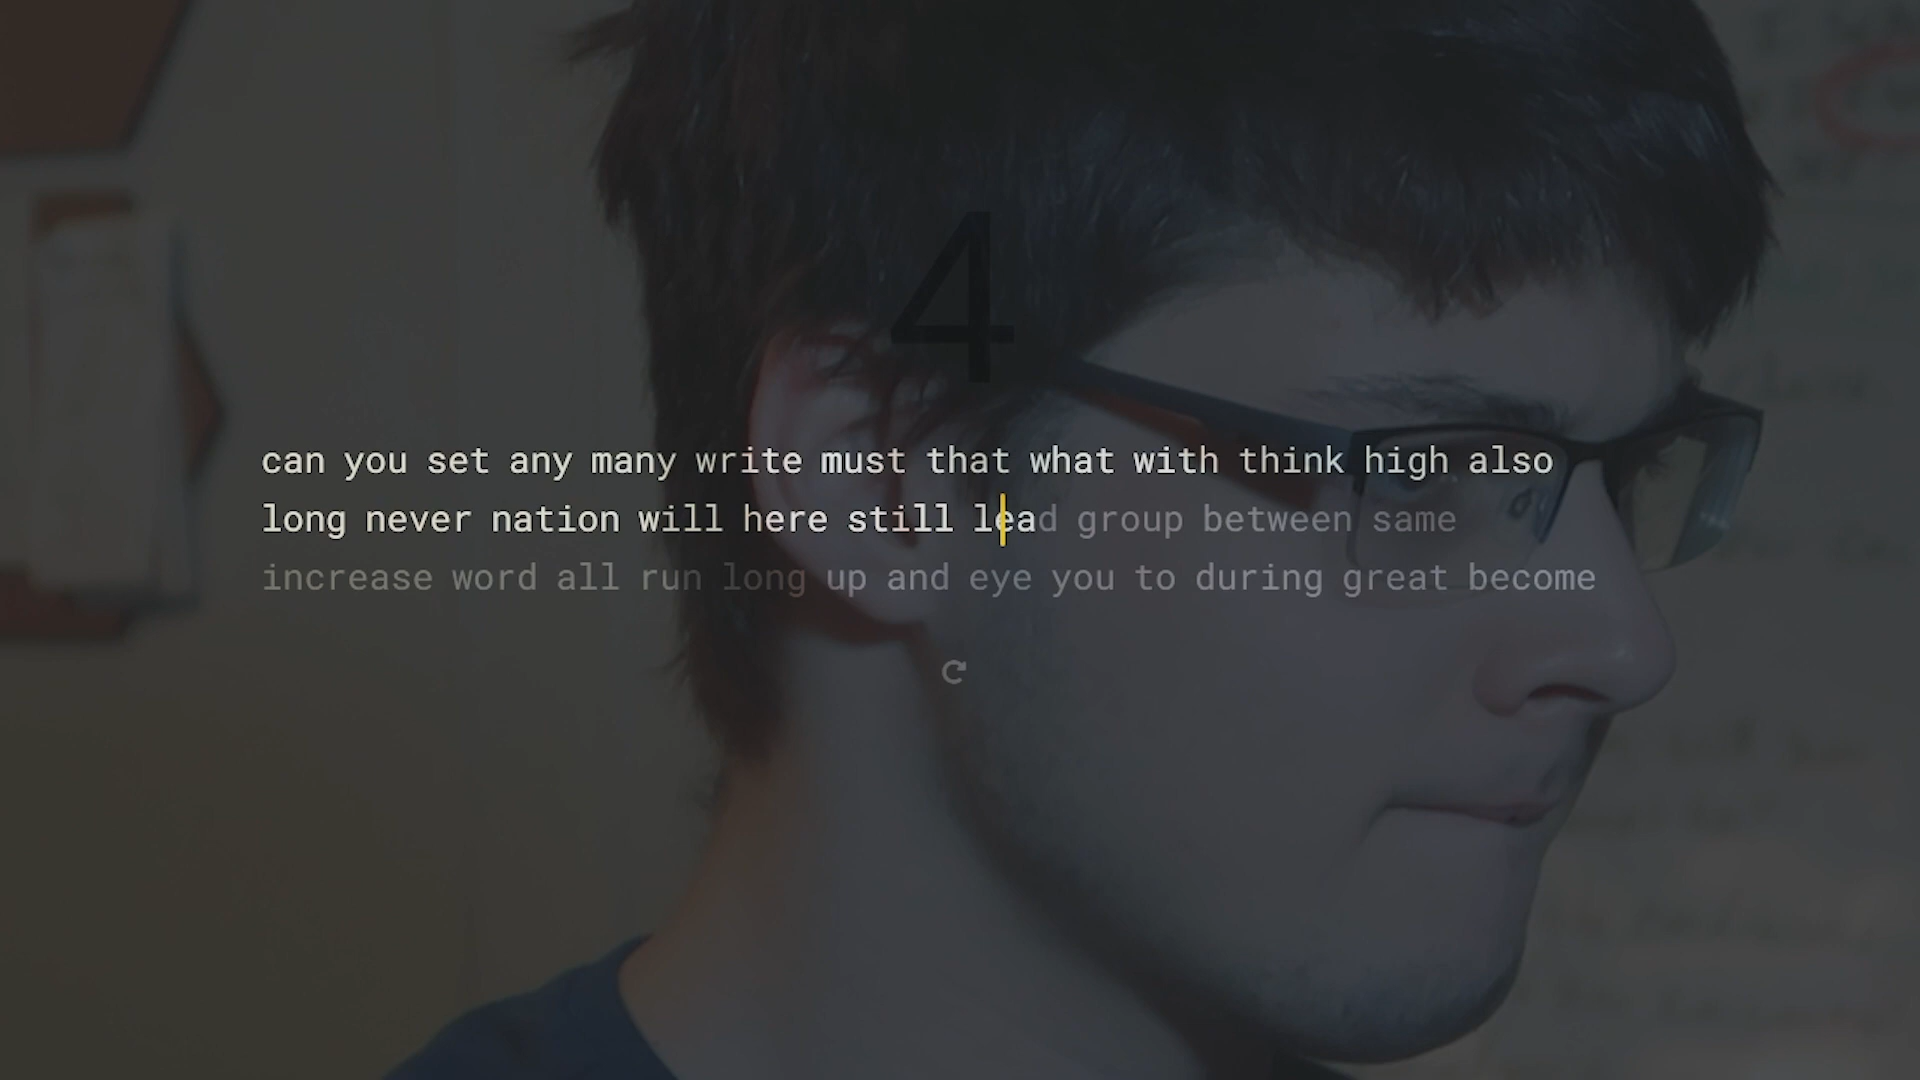 4
can you set any many write must that what with think high also
long never nation will here still lead group between same
increase word all run long up and eye you to during great become